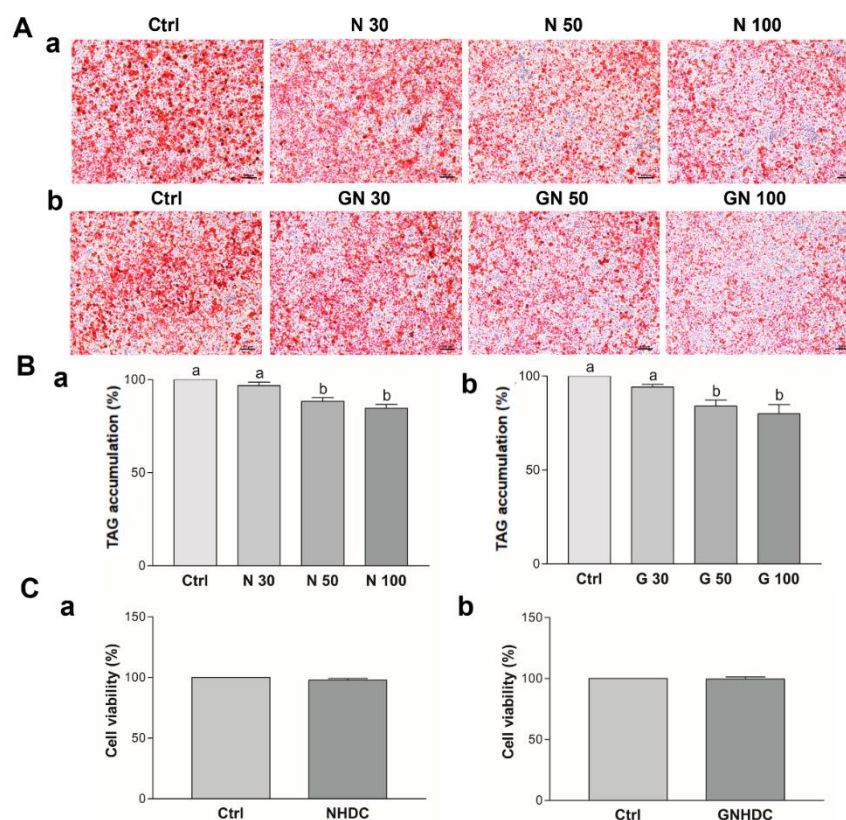 A
a
Ctrl
N 30
N 50
N 100
b
Ctrl
GN 30
GN 50
GN 100
B
a
TAG accumulation (%)
100
50
0
a
a
b
b
Ctrl
N 30
N 50
N 100
b
TAG accumulation (%)
100
50
0
a
a
b
b
Ctrl
G 30
G 50
G 100
C
a
Cell viability (%)
150
100
50
0
Ctrl
NHDC
b
Cell viability (%)
150
100
50
0
Ctrl
GNHDC